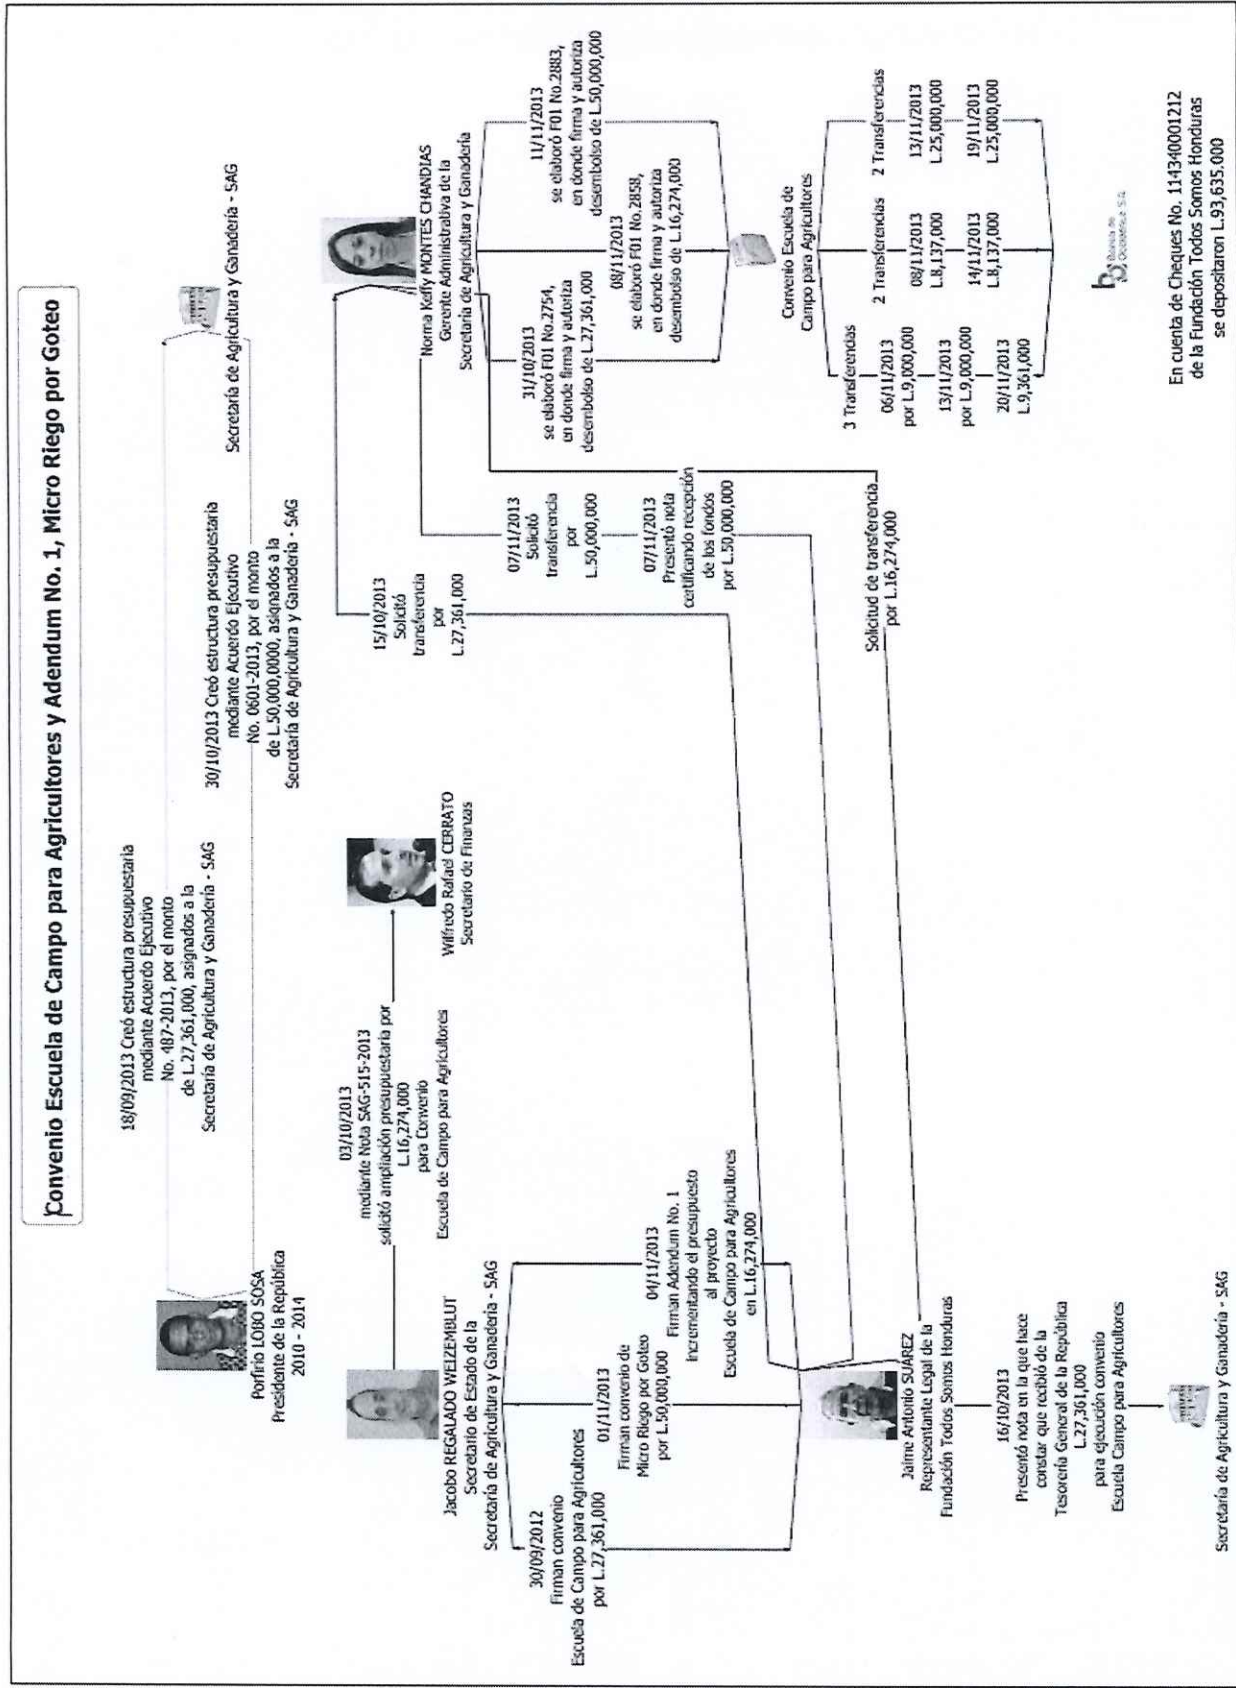 Convenio Escuela de Campo para Agricultores y Adendum No. 1, Micro Riego por Goteo
Porfirio LOBO SOSA
Presidente de la República
2010 - 2014
18/09/2013 Creó estructura presupuestaria
mediante Acuerdo Ejecutivo
No. 487-2013, por el monto
de L.27,361,000, asignados a la
Secretaría de Agricultura y Ganadería - SAG
30/10/2013 Creó estructura presupuestaria
mediante Acuerdo Ejecutivo
No. 0601-2013, por el monto
de L.50,000,0000, asignados a la
Secretaría de Agricultura y Ganadería - SAG
Secretaría de Agricultura y Ganadería - SAG
Jacobo REGALADO WEIZEMBLUT
Secretario de Estado de la
Secretaría de Agricultura y Ganadería - SAG
03/10/2013
mediante Nota SAG-515-2013
solicitó ampliación presupuestaria por
L.16,274,000
para Convenio
Escuela de Campo para Agricultores
Wilfredo Rafael CERRATO
Secretario de Finanzas
Norma Keffy MONTES CHANDIAS
Gerente Administrativa de la
Secretaría de Agricultura y Ganadería
30/09/2012
Firman convenio
Escuela de Campo para Agricultores
por L.27,361,000
01/11/2013
Firman convenio de
Micro Riego por Goteo
por L.50,000,000
04/11/2013
Firman Adendum No. 1
Incrementando el presupuesto
al proyecto
Escuela de Campo para Agricultores
en L.16,274,000
15/10/2013
Solicitó
transferencia
por
L.27,361,000
07/11/2013
Solicitó
transferencia
por
L.50,000,000
07/11/2013
Presentó nota
certificando recepción
de los fondos
por L.50,000,000
Solicitud de transferencia
por L.16,274,000
31/10/2013
se elaboró F01 No.2754,
en donde firma y autoriza
desembolso de L.27,361,000
08/11/2013
se elaboró F01 No.2858,
en donde firma y autoriza
desembolso de L.16,274,000
11/11/2013
se elaboró F01 No.2883,
en donde firma y autoriza
desembolso de L.50,000,000
Jaime Antonio SUAREZ
Representante Legal de la
Fundación Todos Somos Honduras
16/10/2013
Presentó nota en la que hace
constar que recibió de la
Tesorería General de la República
L.27,361,000
para ejecución convenio
Escuela Campo para Agricultores
Secretaría de Agricultura y Ganadería - SAG
Convenio Escuela de
Campo para Agricultores
3 Transferencias
06/11/2013
por L.9,000,000
13/11/2013
por L.9,000,000
20/11/2013
L.9,361,000
2 Transferencias
08/11/2013
L.8,137,000
14/11/2013
L.8,137,000
2 Transferencias
13/11/2013
L.25,000,000
19/11/2013
L.25,000,000
Banco de
Occidente S.A.
En cuenta de Cheques No. 114340001212
de la Fundación Todos Somos Honduras
se depositaron L.93,635.000